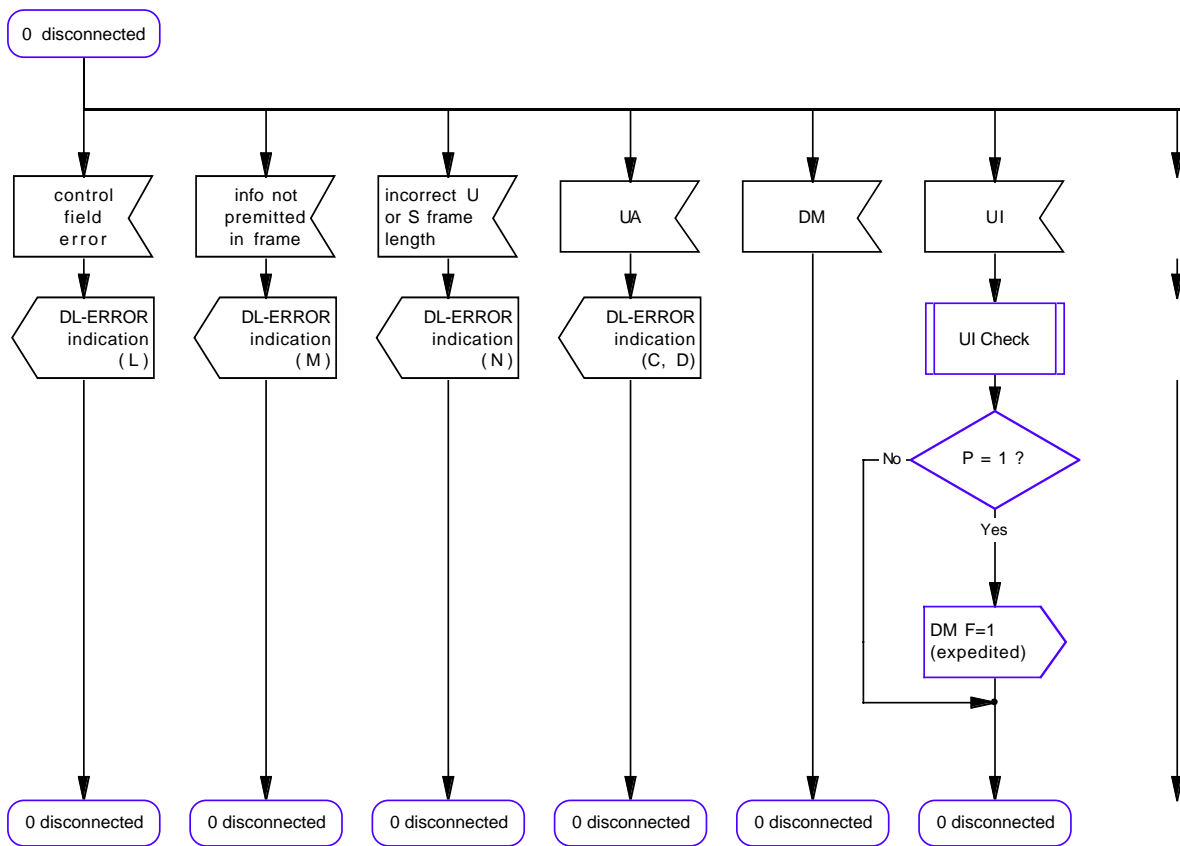 0 disconnected
control
field
error
info not
premitted
in frame
incorrect U
or S frame
length
UA
DM
UI
DL-ERROR
indication
(L)
DL-ERROR
indication
(M)
DL-ERROR
indication
(N)
DL-ERROR
indication
(C, D)
UI Check
P = 1 ?
No
Yes
DM F=1
(expedited)
0 disconnected
0 disconnected
0 disconnected
0 disconnected
0 disconnected
0 disconnected